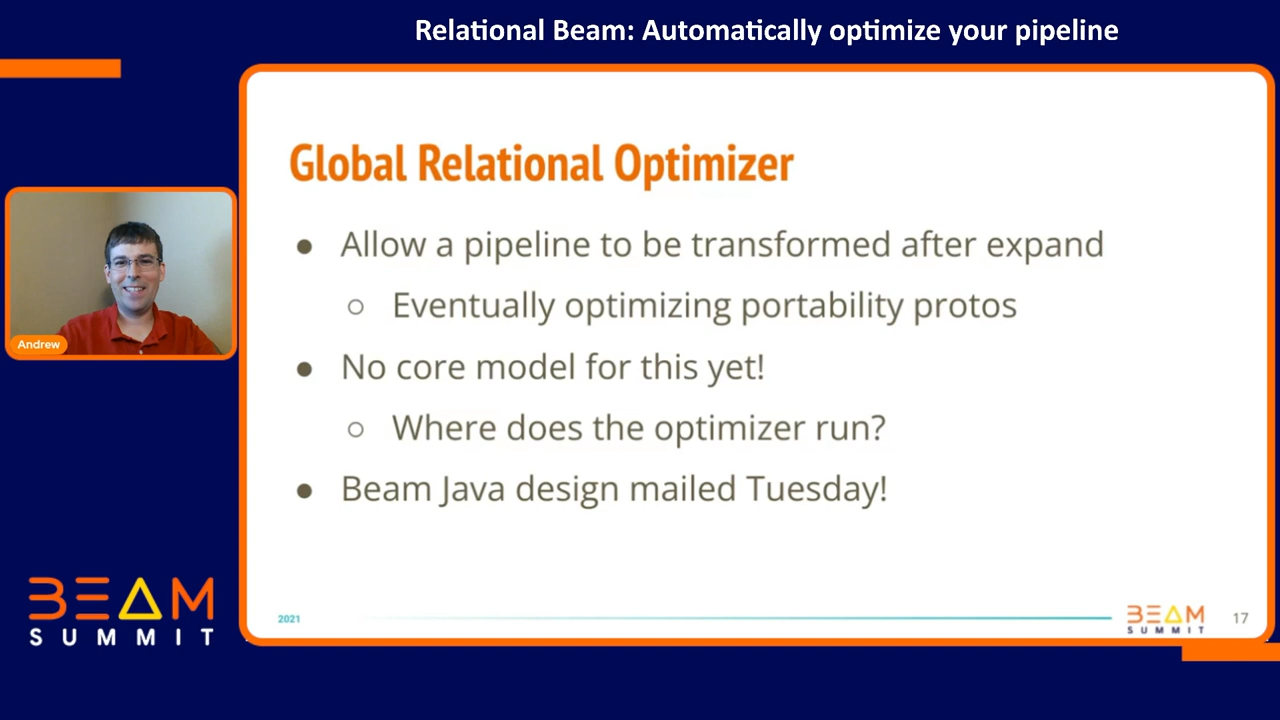 Relational Beam: Automatically optimize your pipeline
Global Relational Optimizer
● Allow a pipeline to be transformed after expand
○ Eventually optimizing portability protos
● No core model for this yet!
○ Where does the optimizer run?
● Beam Java design mailed Tuesday!
Andrew
BEAM
SUMMIT
2021
BEAM
SUMMIT
17